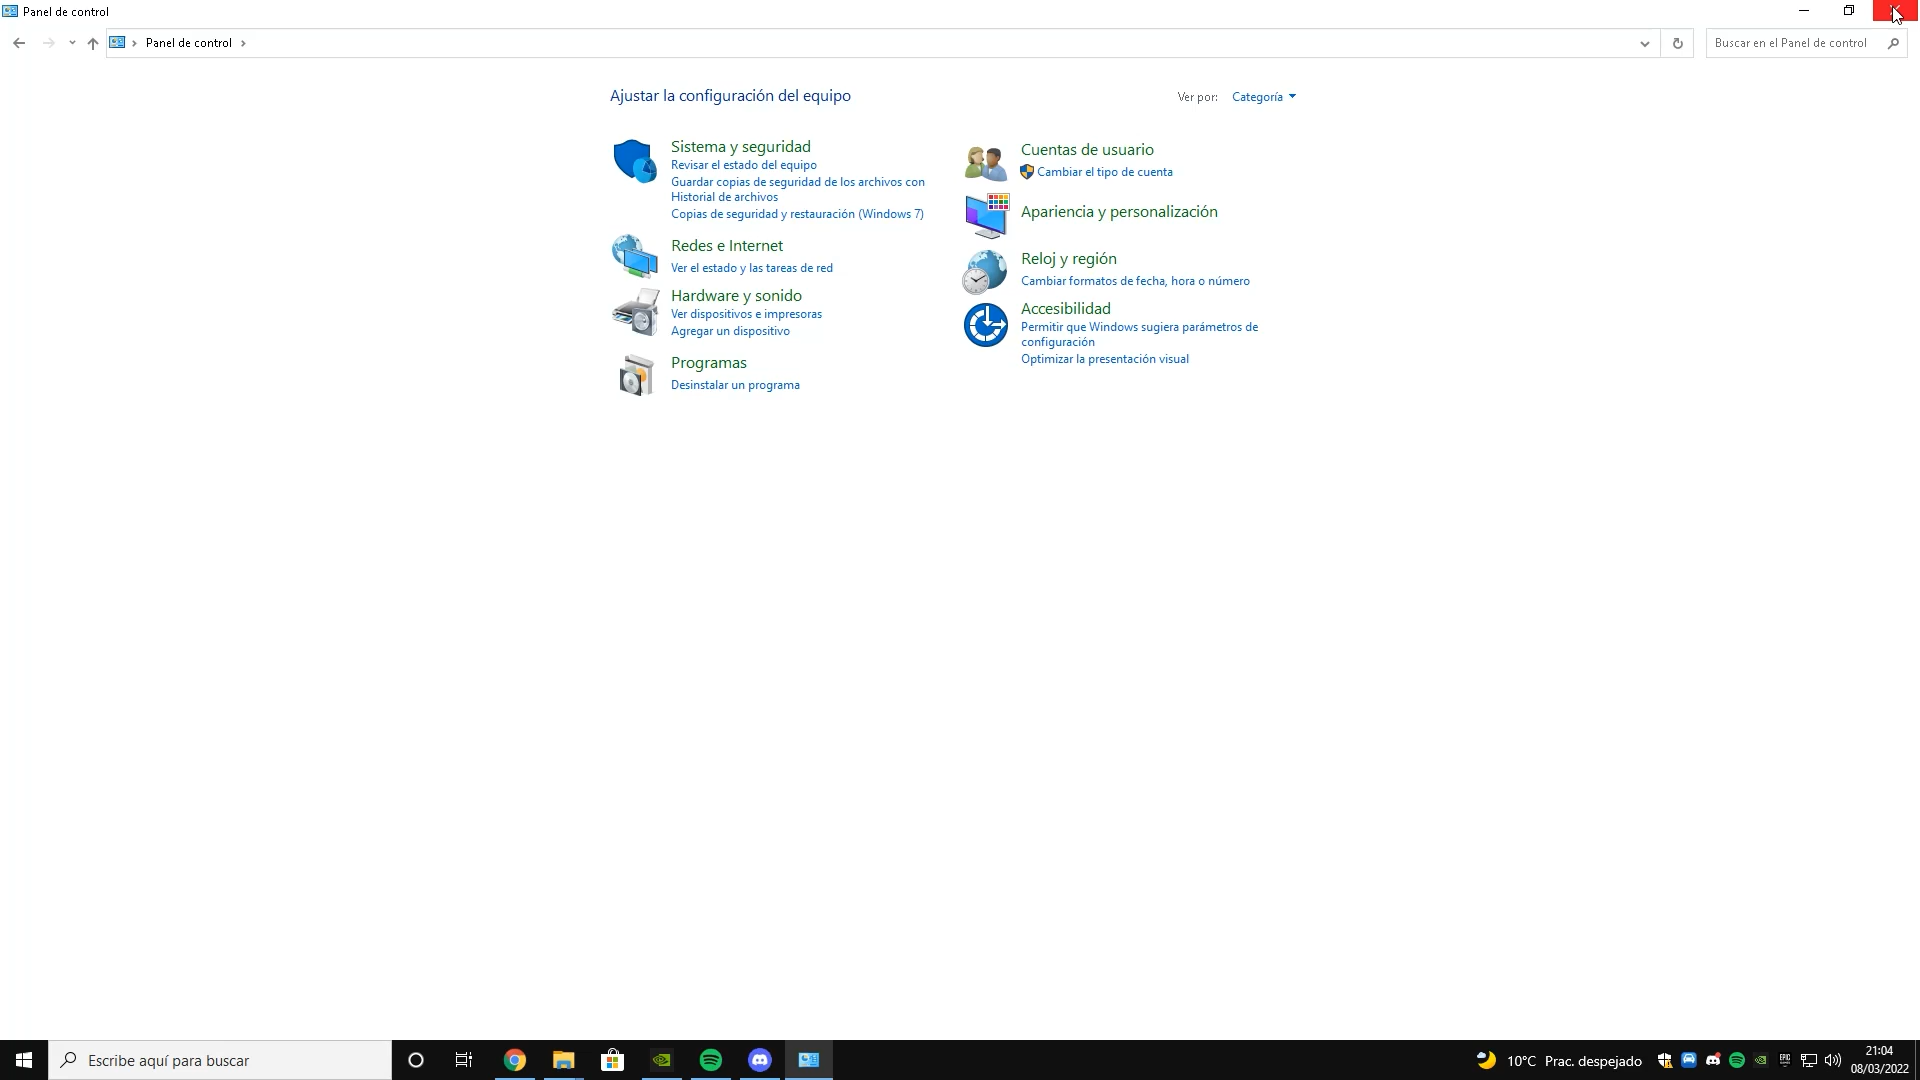 Panel de control
Panel de control
Buscar en el Panel de control
Ajustar la configuración del equipo
Ver por: Categoría
Sistema y seguridad
Revisar el estado del equipo
Guardar copias de seguridad de los archivos con
Historial de archivos
Copias de seguridad y restauración (Windows 7)
Redes e Internet
Ver el estado y las tareas de red
Hardware y sonido
Ver dispositivos e impresoras
Agregar un dispositivo
Programas
Desinstalar un programa
Cuentas de usuario
Cambiar el tipo de cuenta
Apariencia y personalización
Reloj y región
Cambiar formatos de fecha, hora o número
Accesibilidad
Permitir que Windows sugiera parámetros de
configuración
Optimizar la presentación visual
Escribe aquí para buscar
10°C Prac. despejado
EPIC
21:04
08/03/2022